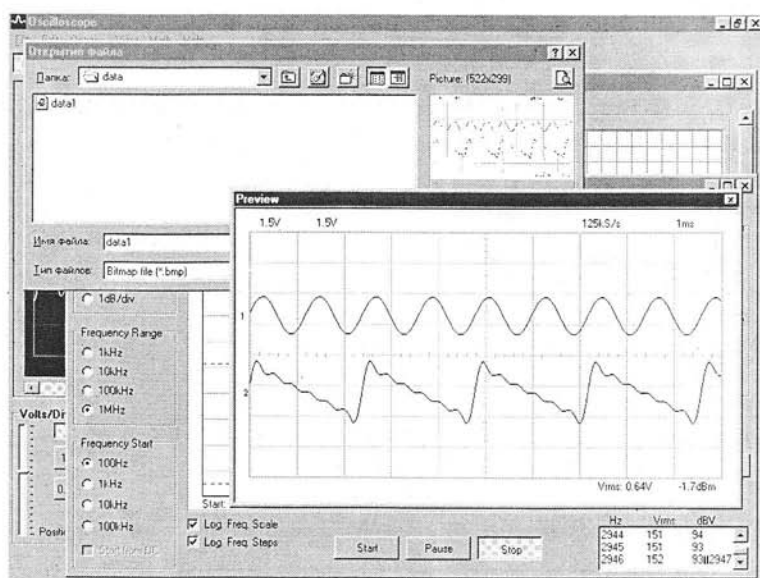 Oscilloscope
Открытие файла
Папка: data
Picture: (522x299)
data1
Имя файла: data1
Тип файлов: Bitmap file (*.bmp)
Preview
1.5V 1.5V 125kS/s 1ms
1
2
Vrms: 0.64V -1.7dBm
1dB/div
Frequency Range
1kHz
10kHz
100kHz
1MHz
Volts/Di
Frequency Start
100Hz
1kHz
10kHz
100kHz
Start from DC
Positio
Start:
Log. Freq. Scale
Log. Freq. Steps
Start
Pause
Stop
Hz Vrms dBV
2944 151 94
2945 151 93
2946 152 93
2947